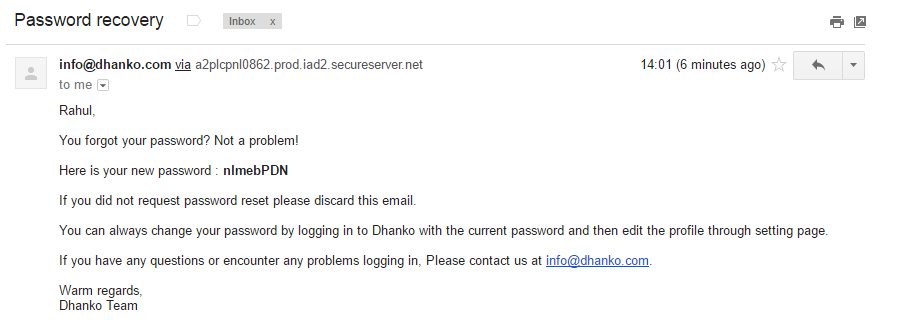 Password recovery Inbox x
info@dhanko.com via a2plcpnl0862.prod.iad2.secureserver.net 14:01 (6 minutes ago)
to me
Rahul,
You forgot your password? Not a problem!
Here is your new password : nlmebPDN
If you did not request password reset please discard this email.
You can always change your password by logging in to Dhanko with the current password and then edit the profile through setting page.
If you have any questions or encounter any problems logging in, Please contact us at info@dhanko.com.
Warm regards,
Dhanko Team